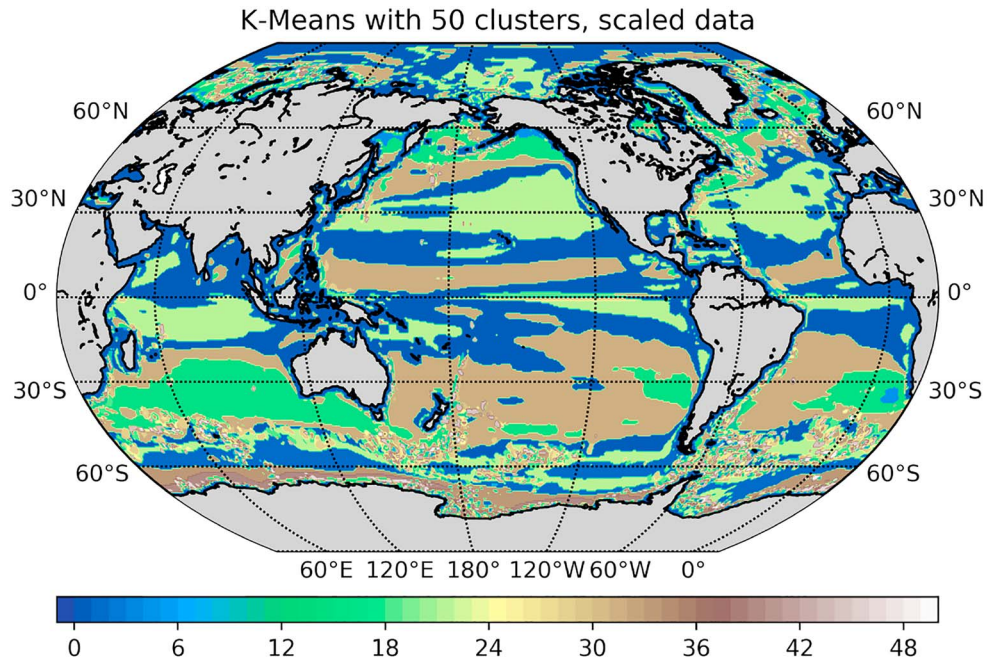 K-Means with 50 clusters, scaled data
60°N 60°N
30°N 30°N
0° 0°
30°S 30°S
60°S 60°S
60°E 120°E 180° 120°W 60°W 0°
0 6 12 18 24 30 36 42 48